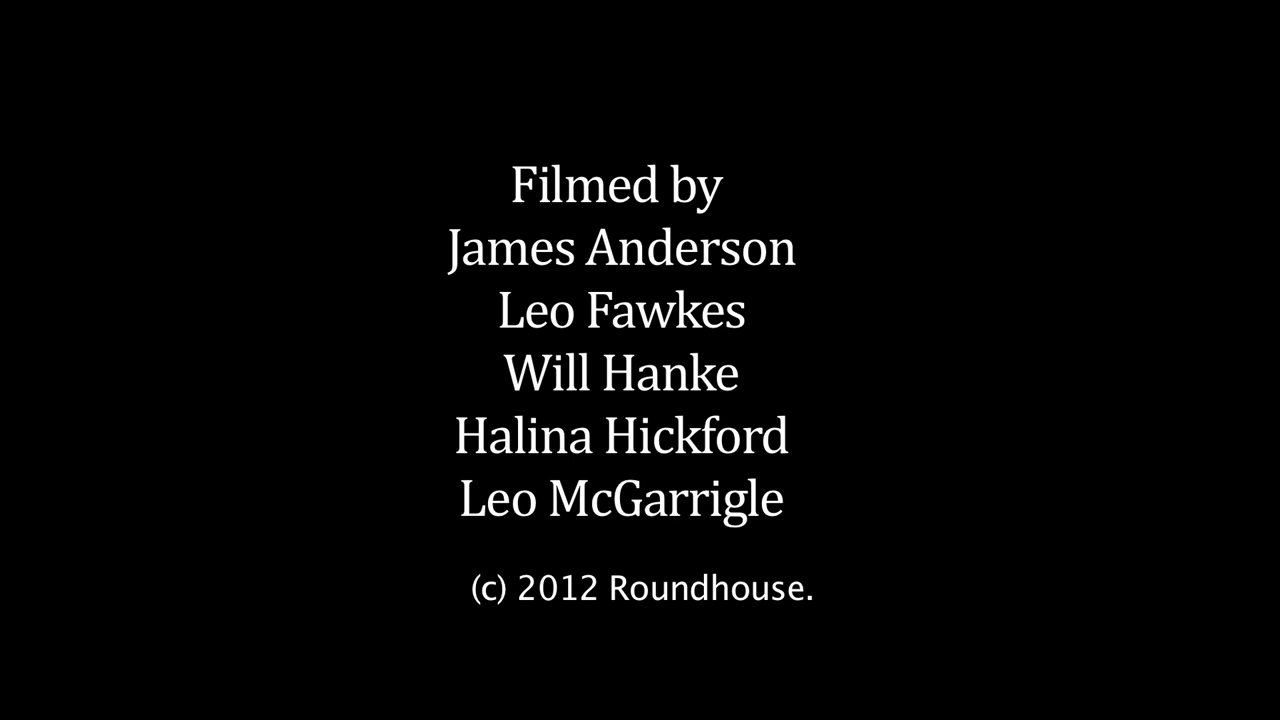 Filmed by
James Anderson
Leo Fawkes
Will Hanke
Halina Hickford
Leo McGarrigle
(c) 2012 Roundhouse.